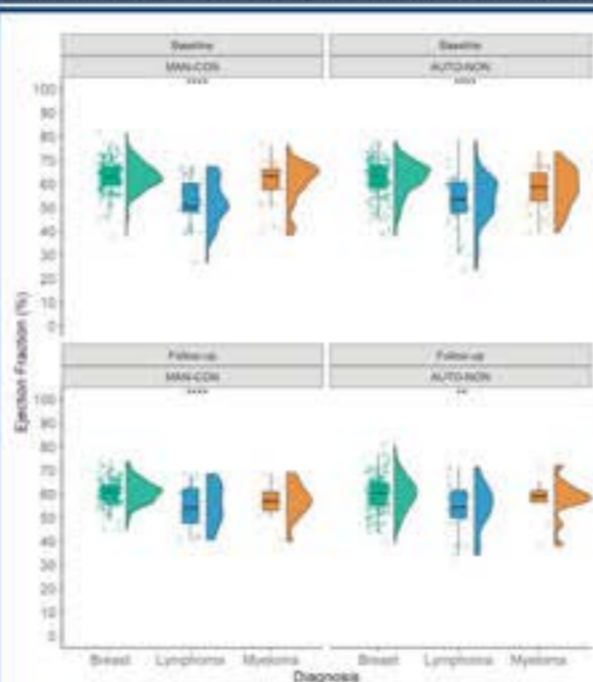 Baseline
Baseline
MAN-CON
AUTO-NON
****
****
100
90
80
70
60
50
40
30
20
10
0
Ejection Fraction (%)
Follow-up
Follow-up
MAN-CON
AUTO-NON
****
**
100
90
80
70
60
50
40
30
20
10
0
Breast Lymphoma Myeloma Breast Lymphoma Myeloma
Diagnosis